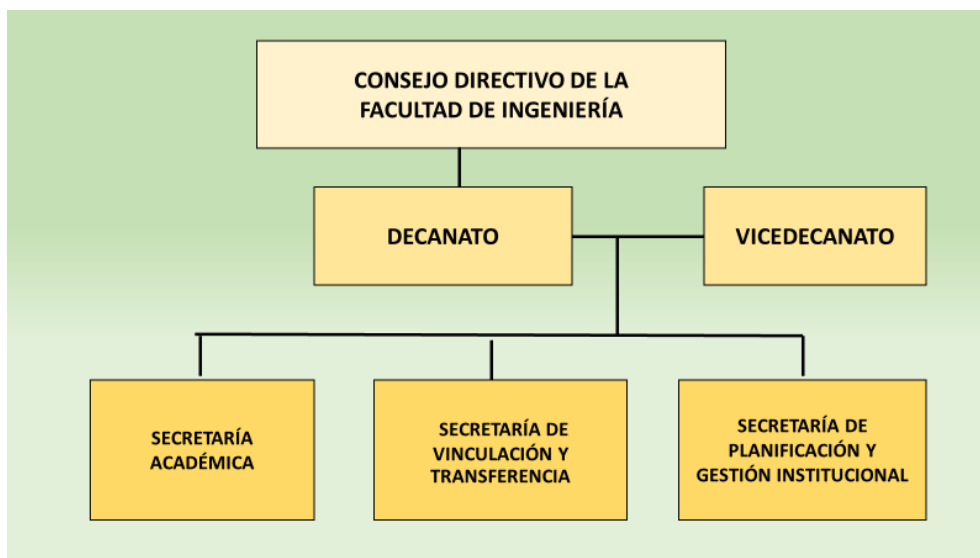 CONSEJO DIRECTIVO DE LA
FACULTAD DE INGENIERÍA
DECANATO
VICEDECANATO
SECRETARÍA
ACADÉMICA
SECRETARÍA DE
VINCULACIÓN Y
TRANSFERENCIA
SECRETARÍA DE
PLANIFICACIÓN Y
GESTIÓN INSTITUCIONAL